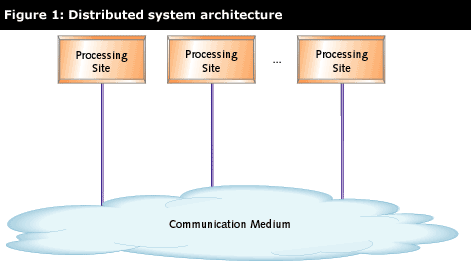 Figure 1: Distributed system architecture
Processing
Site
Processing
Site
...
Processing
Site
Communication Medium